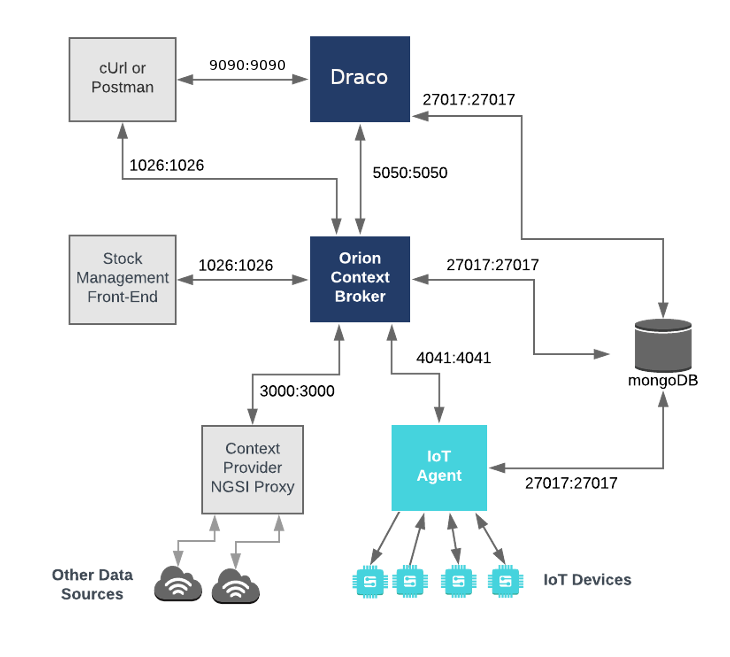 cUrl or
Postman
9090:9090
Draco
27017:27017
1026:1026
5050:5050
Stock
Management
Front-End
1026:1026
Orion
Context
Broker
27017:27017
mongoDB
4041:4041
3000:3000
Context
Provider
NGSI Proxy
IoT
Agent
27017:27017
Other Data
Sources
IoT Devices